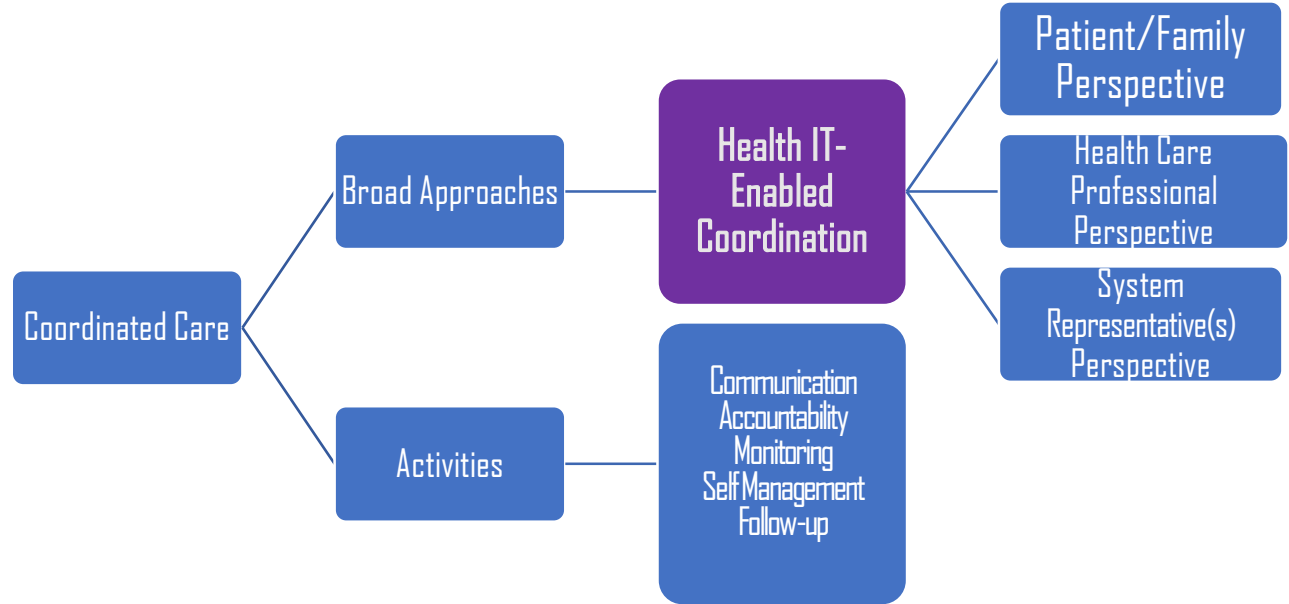 Coordinated Care
Broad Approaches
Activities
Health IT-
Enabled
Coordination
Communication
Accountability
Monitoring
Self Management
Follow-up
Patient/Family
Perspective
Health Care
Professional
Perspective
System
Representative(s)
Perspective